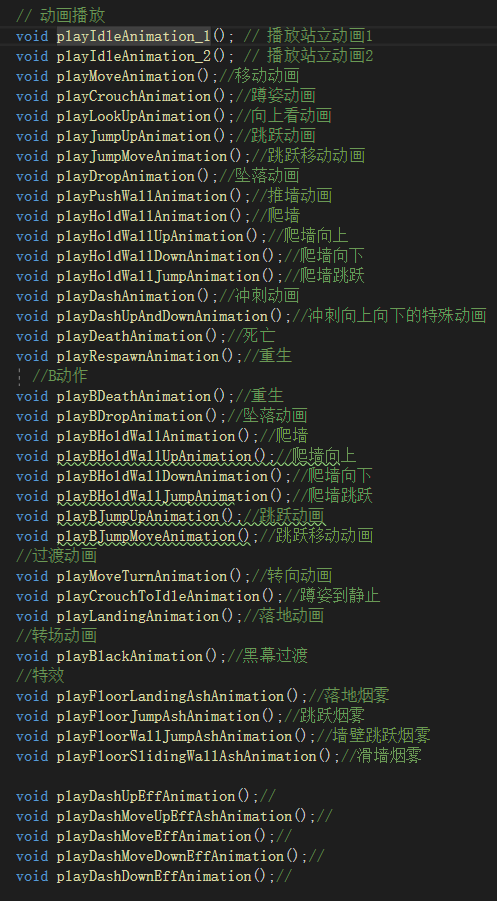 // 动画播放
void playIdleAnimation_1(); // 播放站立动画1
void playIdleAnimation_2(); // 播放站立动画2
void playMoveAnimation();//移动动画
void playCrouchAnimation();//蹲姿动画
void playLookUpAnimation();//向上看动画
void playJumpUpAnimation();//跳跃动画
void playJumpMoveAnimation();//跳跃移动动画
void playDropAnimation();//坠落动画
void playPushWallAnimation();//推墙动画
void playHoldWallAnimation();//爬墙
void playHoldWallUpAnimation();//爬墙向上
void playHoldWallDownAnimation();//爬墙向下
void playHoldWallJumpAnimation();//爬墙跳跃
void playDashAnimation();//冲刺动画
void playDashUpAndDownAnimation();//冲刺向上向下的特殊动画
void playDeathAnimation();//死亡
void playRespawnAnimation();//重生
//B动作
void playBDeathAnimation();//重生
void playBDropAnimation();//坠落动画
void playBHoldWallAnimation();//爬墙
void playBHoldWallUpAnimation();//爬墙向上
void playBHoldWallDownAnimation();//爬墙向下
void playBHoldWallJumpAnimation();//爬墙跳跃
void playBJumpUpAnimation();//跳跃动画
void playBJumpMoveAnimation();//跳跃移动动画
//过渡动画
void playMoveTurnAnimation();//转向动画
void playCrouchToIdleAnimation();//蹲姿到静止
void playLandingAnimation();//落地动画
//转场动画
void playBlackAnimation();//黑幕过渡
//特效
void playFloorLandingAshAnimation();//落地烟雾
void playFloorJumpAshAnimation();//跳跃烟雾
void playFloorWallJumpAshAnimation();//墙壁跳跃烟雾
void playFloorSlidingWallAshAnimation();//滑墙烟雾
void playDashUpEffAnimation();//
void playDashMoveUpEffAshAnimation();//
void playDashMoveEffAnimation();//
void playDashMoveDownEffAnimation();//
void playDashDownEffAnimation();//